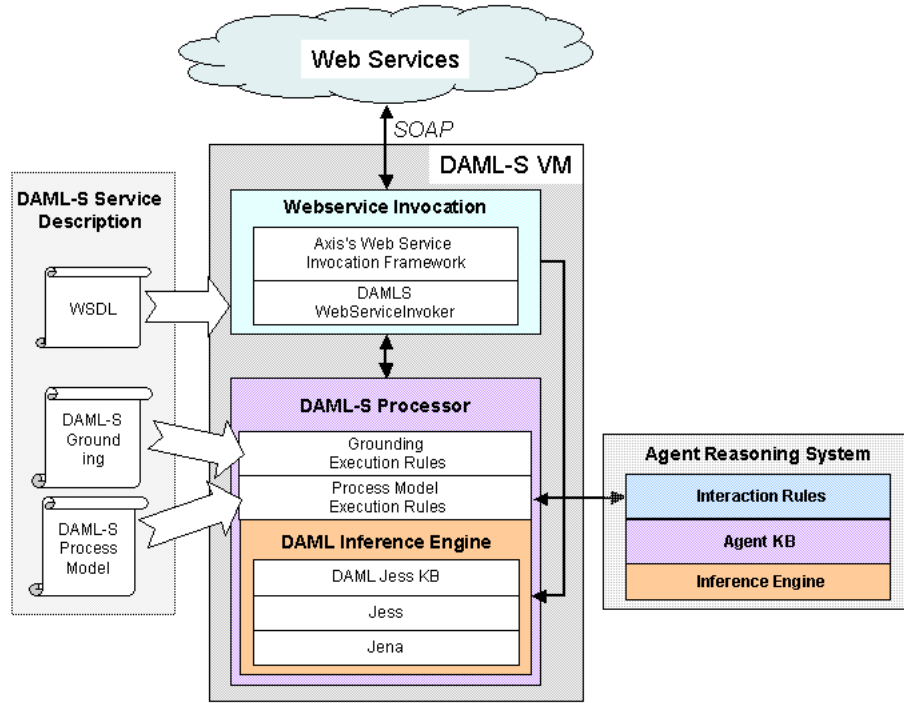 Web Services
SOAP
DAML-S VM
DAML-S Service
Description
WSDL
DAML-S
Ground
ing
DAML-S
Process
Model
Webservice Invocation
Axis's Web Service
Invocation Framework
DAMLS
WebServiceInvoker
DAML-S Processor
Grounding
Execution Rules
Process Model
Execution Rules
DAML Inference Engine
DAML Jess KB
Jess
Jena
Agent Reasoning System
Interaction Rules
Agent KB
Inference Engine